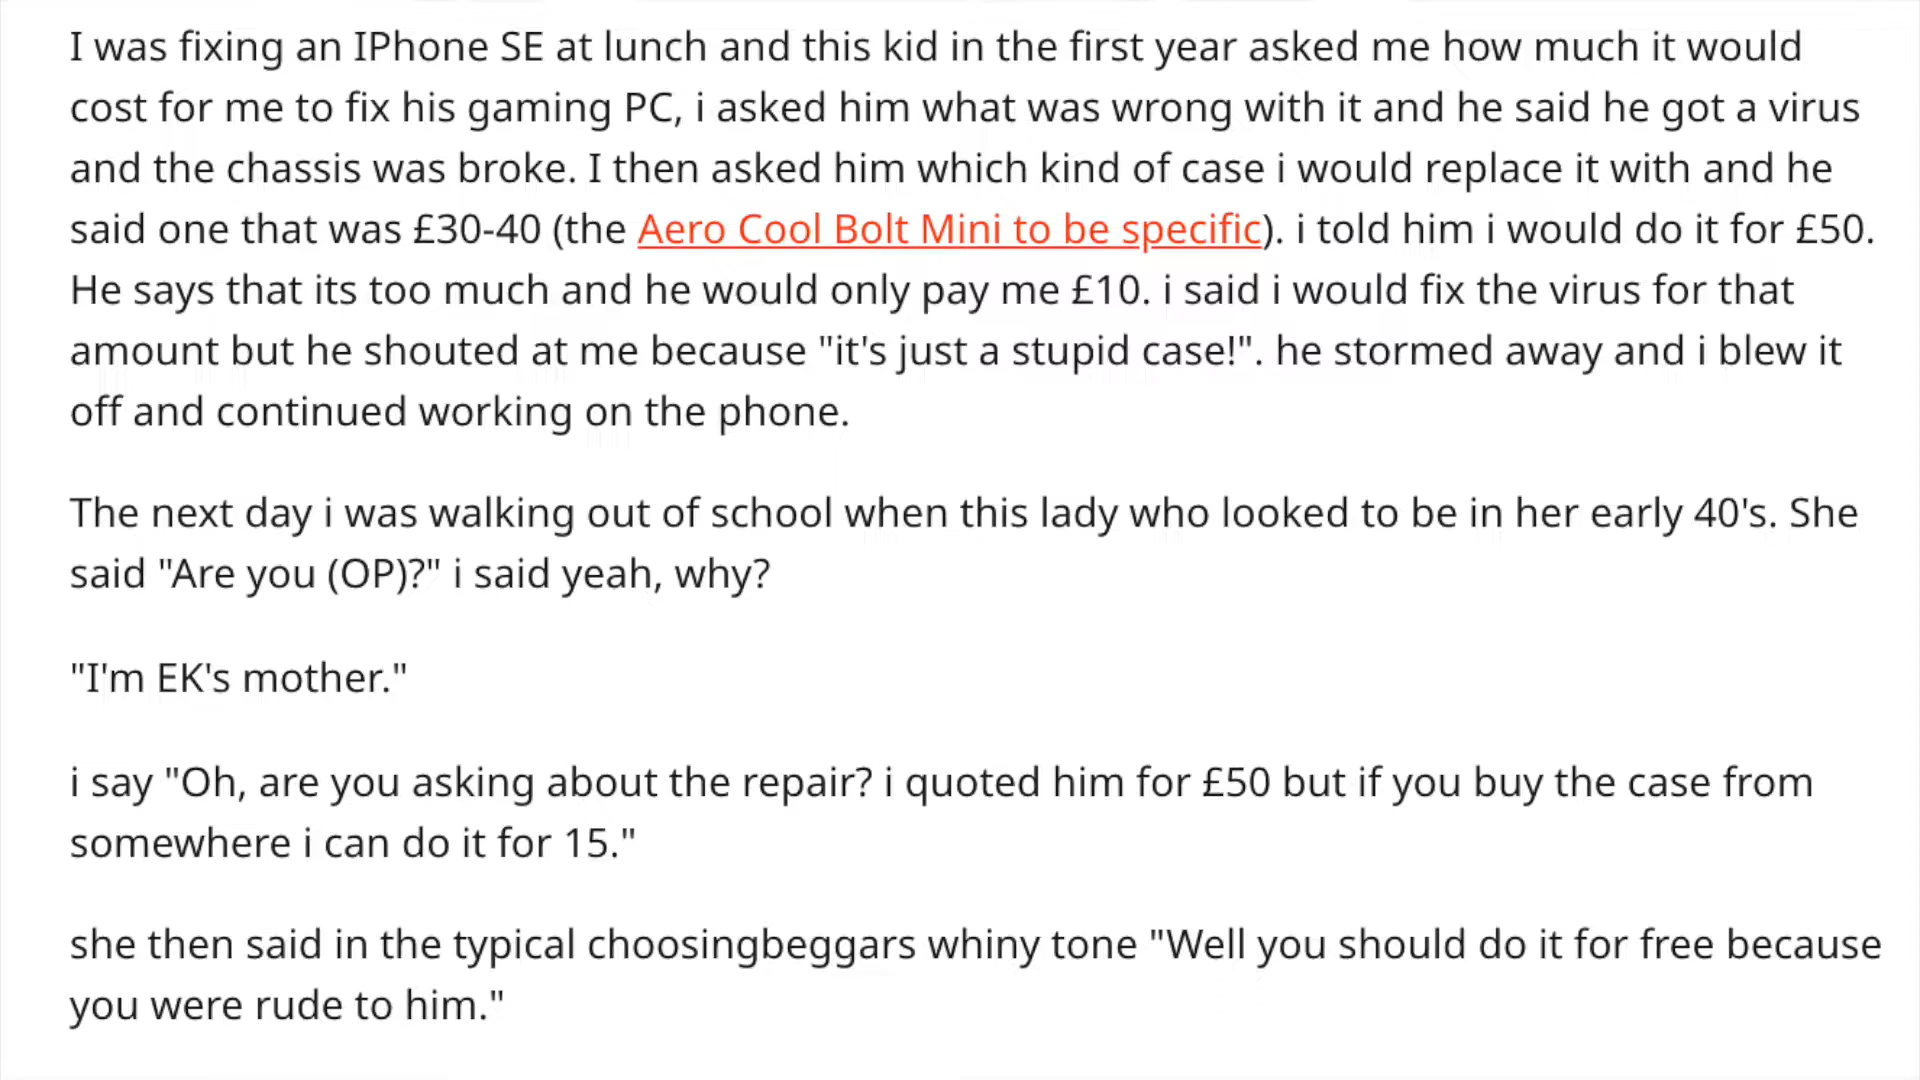 I was fixing an IPhone SE at lunch and this kid in the first year asked me how much it would
cost for me to fix his gaming PC, i asked him what was wrong with it and he said he got a virus
and the chassis was broke. I then asked him which kind of case i would replace it with and he
said one that was £30-40 (the Aero Cool Bolt Mini to be specific). i told him i would do it for £50.
He says that its too much and he would only pay me £10. i said i would fix the virus for that
amount but he shouted at me because "it's just a stupid case!". he stormed away and i blew it
off and continued working on the phone.
The next day i was walking out of school when this lady who looked to be in her early 40's. She
said "Are you (OP)?" i said yeah, why?
"I'm EK's mother."
i say "Oh, are you asking about the repair? i quoted him for £50 but if you buy the case from
somewhere i can do it for 15."
she then said in the typical choosingbeggars whiny tone "Well you should do it for free because
you were rude to him."